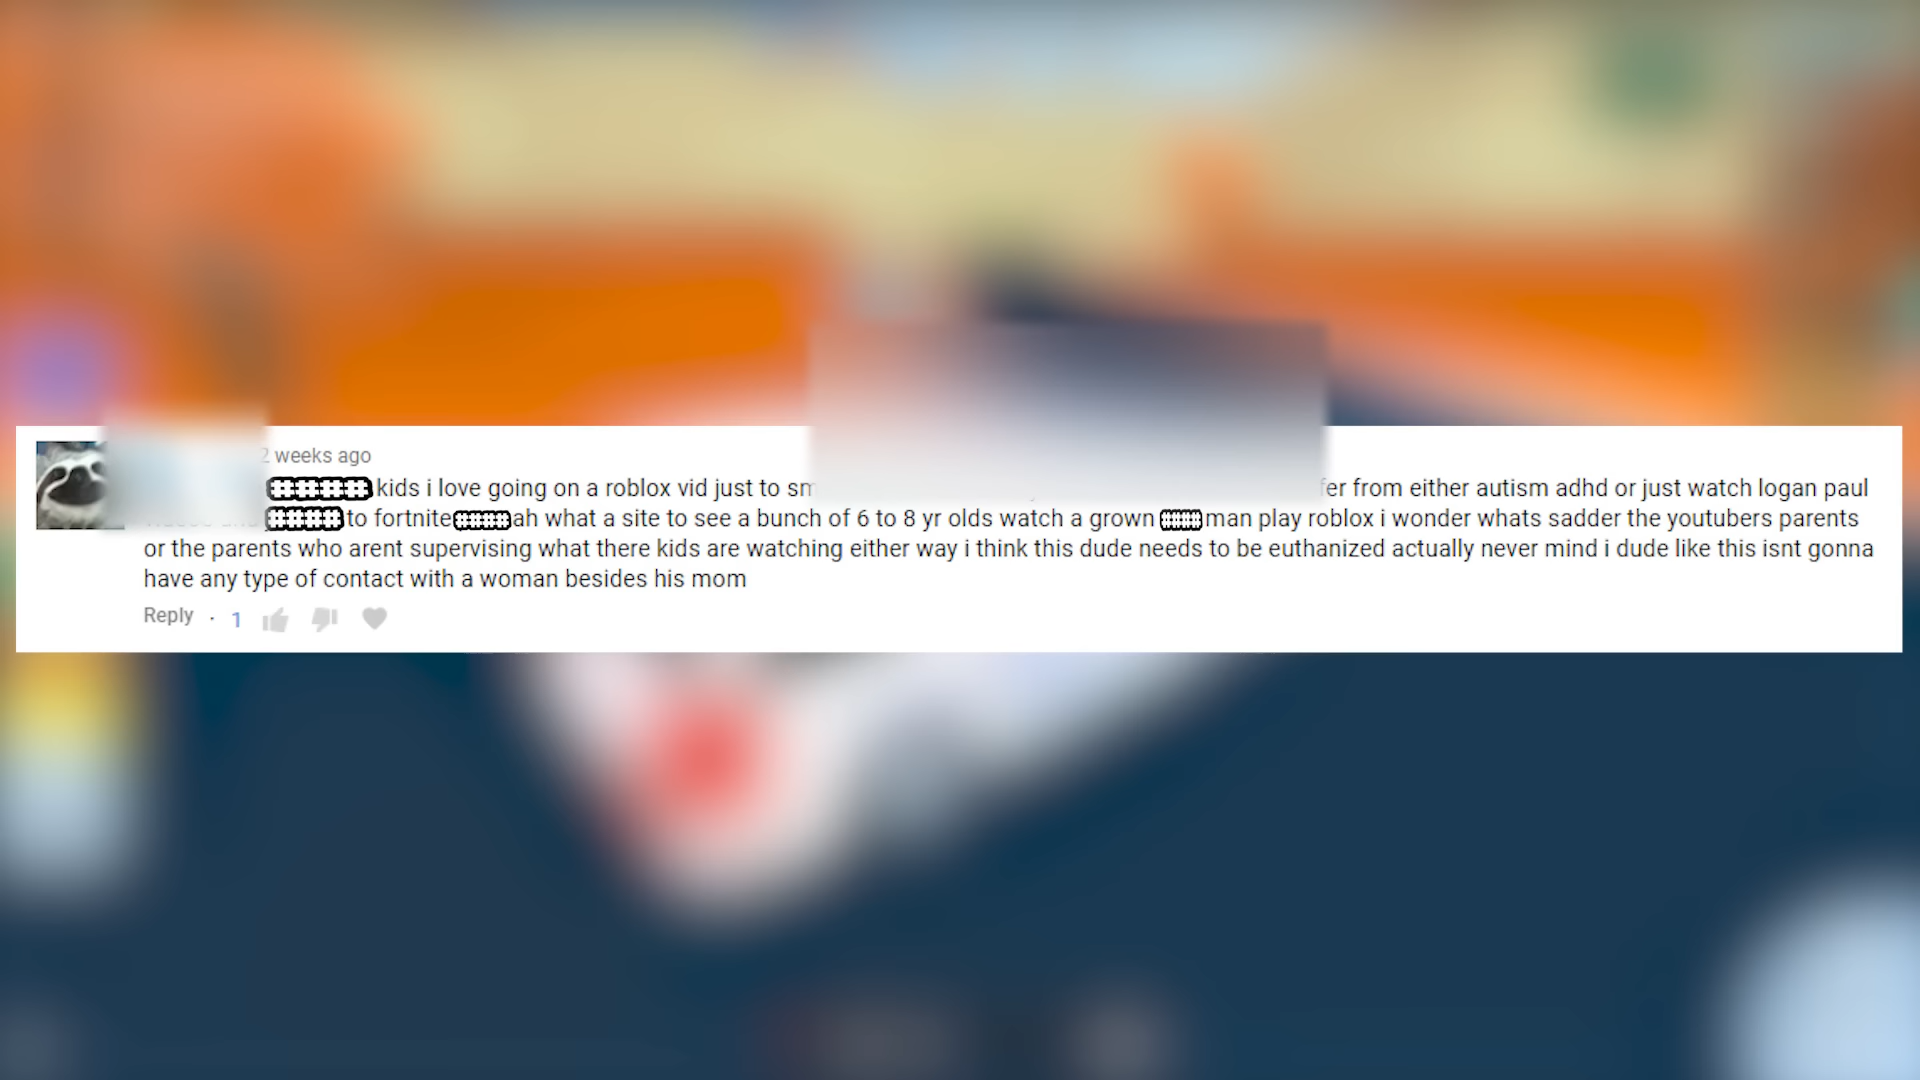 2 weeks ago
kids i love going on a roblox vid just to from either autism adhd or just watch logan paul
to fortnite ah what a site to see a bunch of 6 to 8 yr olds watch a grown man play roblox i wonder whats sadder the youtubers parents
or the parents who arent supervising what there kids are watching either way i think this dude needs to be euthanized actually never mind i dude like this isnt gonna
have any type of contact with a woman besides his mom
Reply · 1